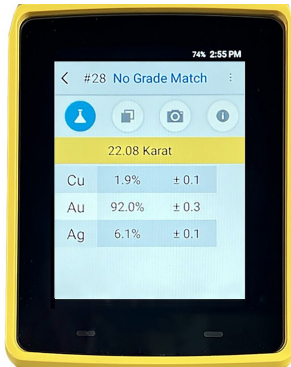 74% 2:55 PM
#28 No Grade Match
22.08 Karat
Cu 1.9% ± 0.1
Au 92.0% ± 0.3
Ag 6.1% ± 0.1